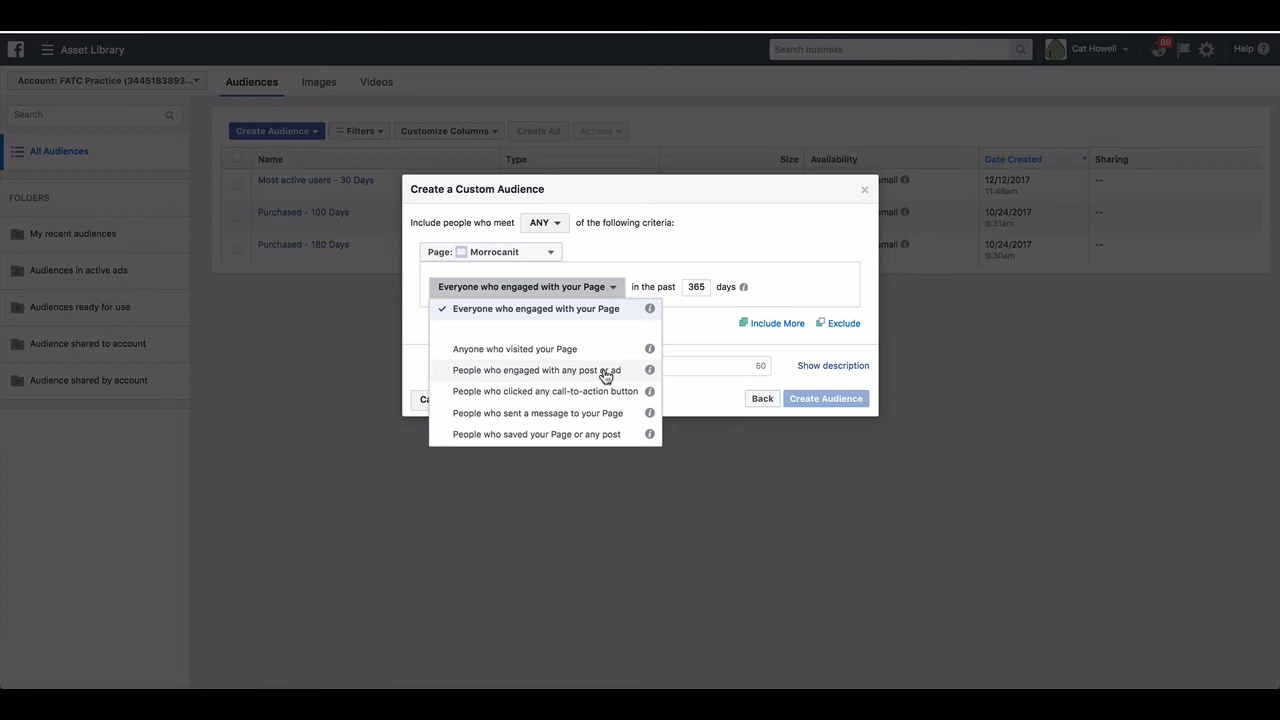 Asset Library
Search business
Cat Howell
89
Help
Account: FATC Practice (3445183893...
Audiences
Images
Videos
Search
All Audiences
FOLDERS
My recent audiences
Audiences in active ads
Audiences ready for use
Audience shared to account
Audience shared by account
Create Audience
Filters
Customize Columns
Create Ad
Actions
Name
Type
Size
Availability
Date Created
Sharing
Most active users - 30 Days
small
12/12/2017
11:46am
--
Purchased - 100 Days
small
10/24/2017
9:31am
--
Purchased - 180 Days
small
10/24/2017
9:30am
--
Create a Custom Audience
Include people who meet ANY of the following criteria:
Page: Morrocanit
Everyone who engaged with your Page in the past 365 days
Everyone who engaged with your Page
Anyone who visited your Page
People who engaged with any post or ad
People who clicked any call-to-action button
People who sent a message to your Page
People who saved your Page or any post
Include More
Exclude
50
Show description
Ca
Back
Create Audience